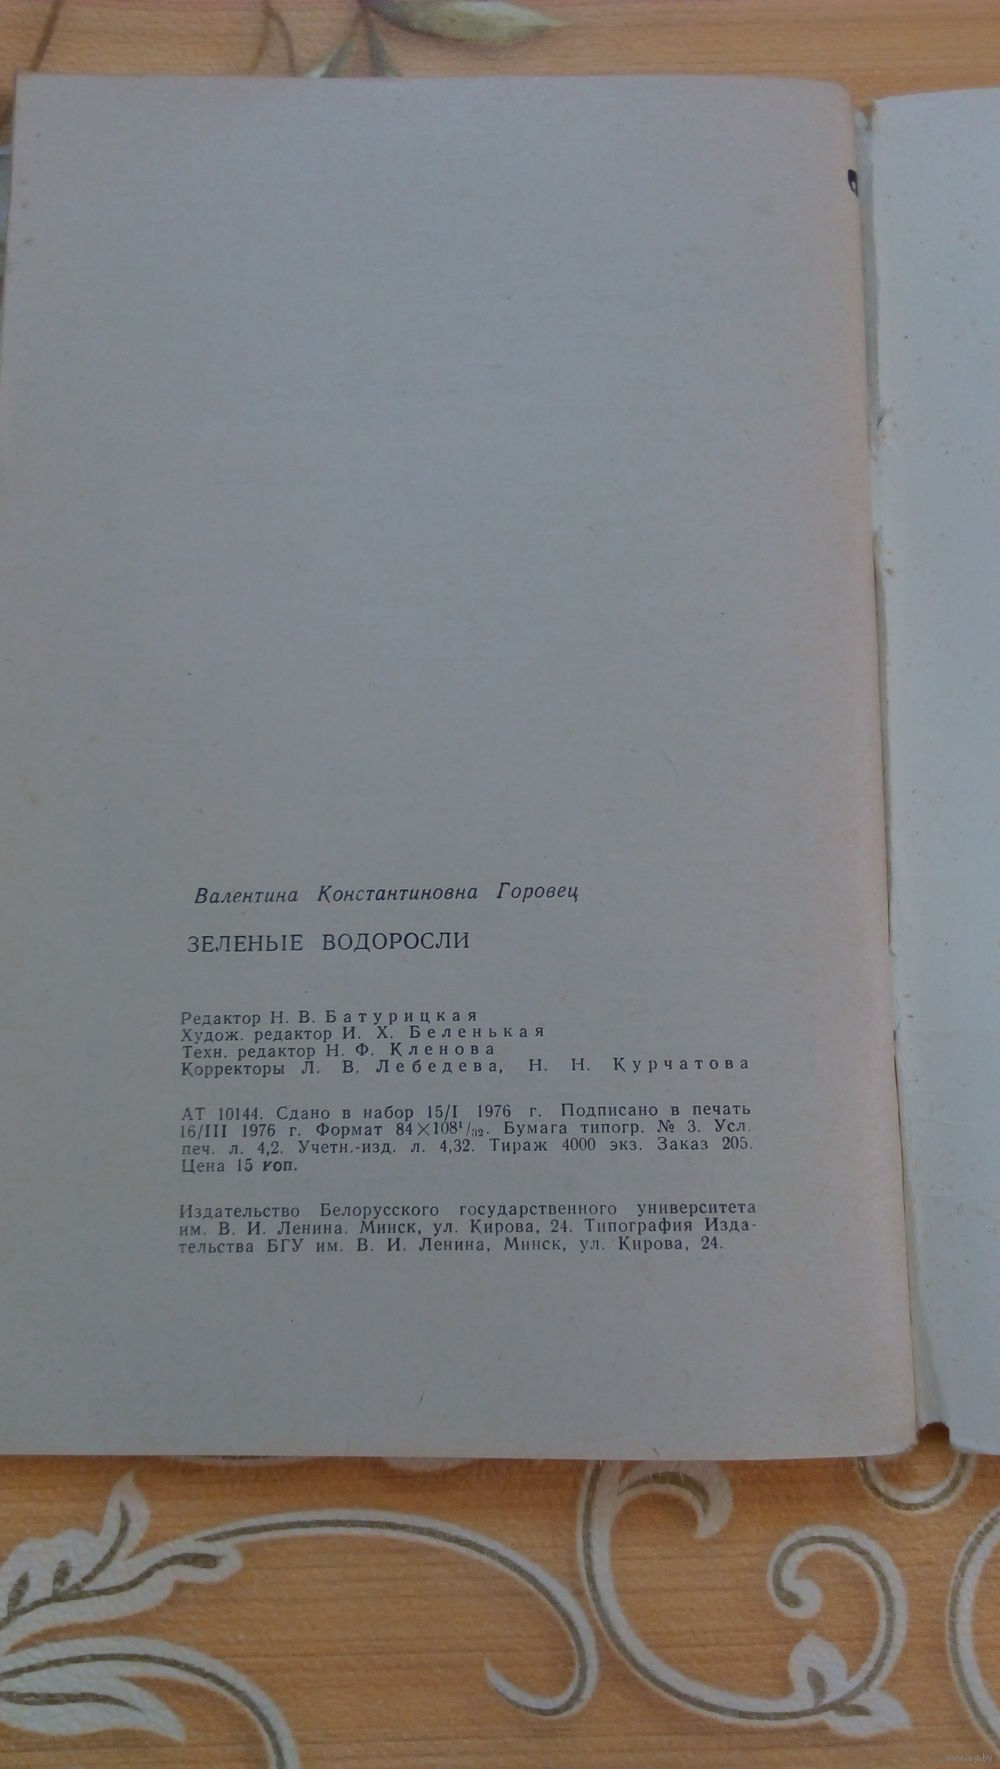 Валентина Константиновна Горовец
ЗЕЛЕНЫЕ ВОДОРОСЛИ
Редактор Н. В. Батурицкая
Худож. редактор И. Х. Беленькая
Техн. редактор Н. Ф. Кленова
Корректоры Л. В. Лебедева, Н. Н. Курчатова
АТ 10144. Сдано в набор 15/I 1976 г. Подписано в печать
16/III 1976 г. Формат 84×108¹/₃₂. Бумага типогр. № 3. Усл.
печ. л. 4,2. Учетн.-изд. л. 4,32. Тираж 4000 экз. Заказ 205.
Цена 15 коп.
Издательство Белорусского государственного университета
им. В. И. Ленина. Минск, ул. Кирова, 24. Типография Изда-
тельства БГУ им. В. И. Ленина, Минск, ул. Кирова, 24.
www.ay.by